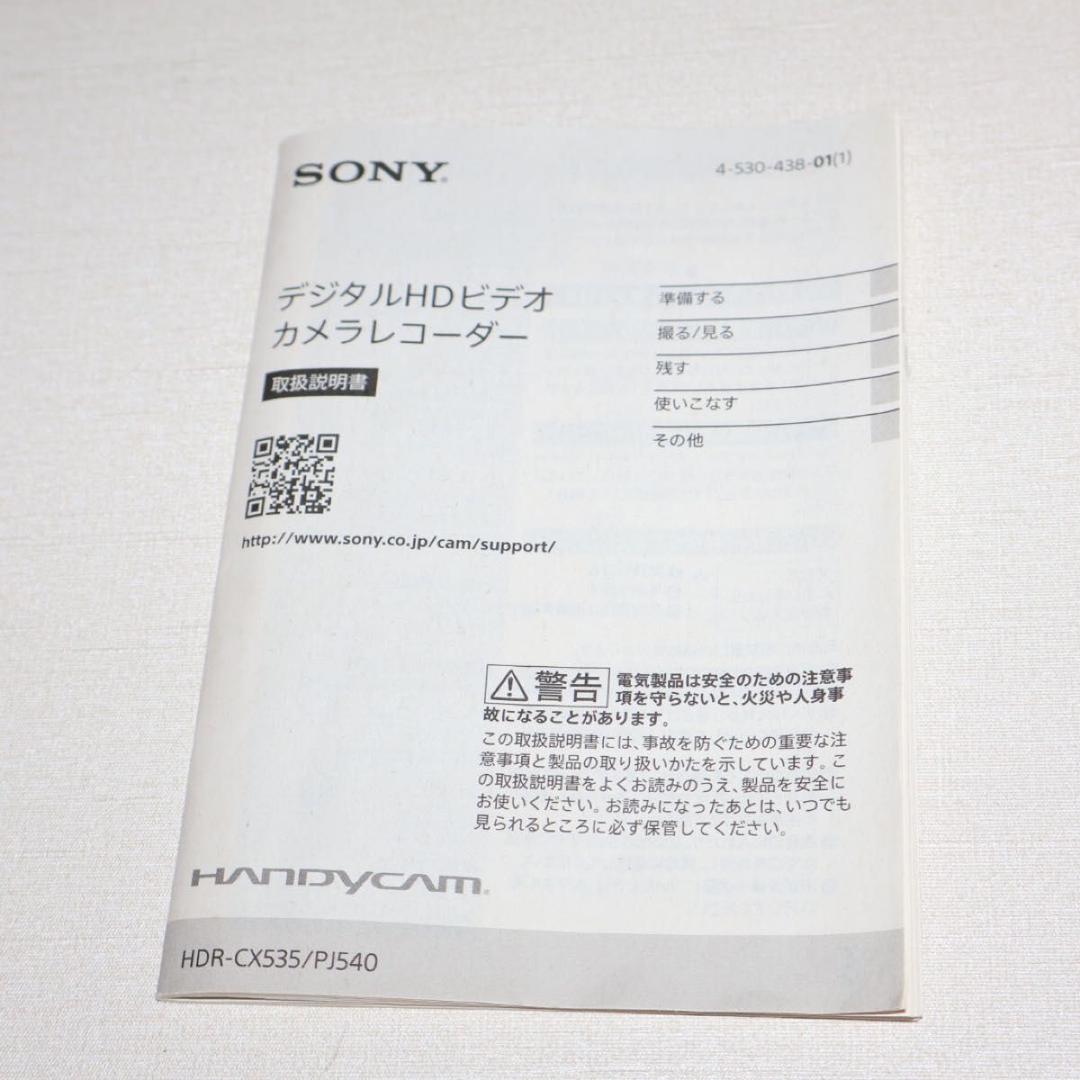 SONY®
4-530-438-01(1)
デジタルHDビデオ
カメラレコーダー
取扱説明書
http://www.sony.co.jp/cam/support/
準備する
撮る/見る
残す
使いこなす
その他
警告
電気製品は安全のための注意事
項を守らないと、火災や人身事
故になることがあります。
この取扱説明書には、事故を防ぐための重要な注
意事項と製品の取り扱いかたを示しています。こ
の取扱説明書をよくお読みのうえ、製品を安全に
お使いください。お読みになったあとは、いつでも
見られるところに必ず保管してください。
HANDYCAM®
HDR-CX535/PJ540